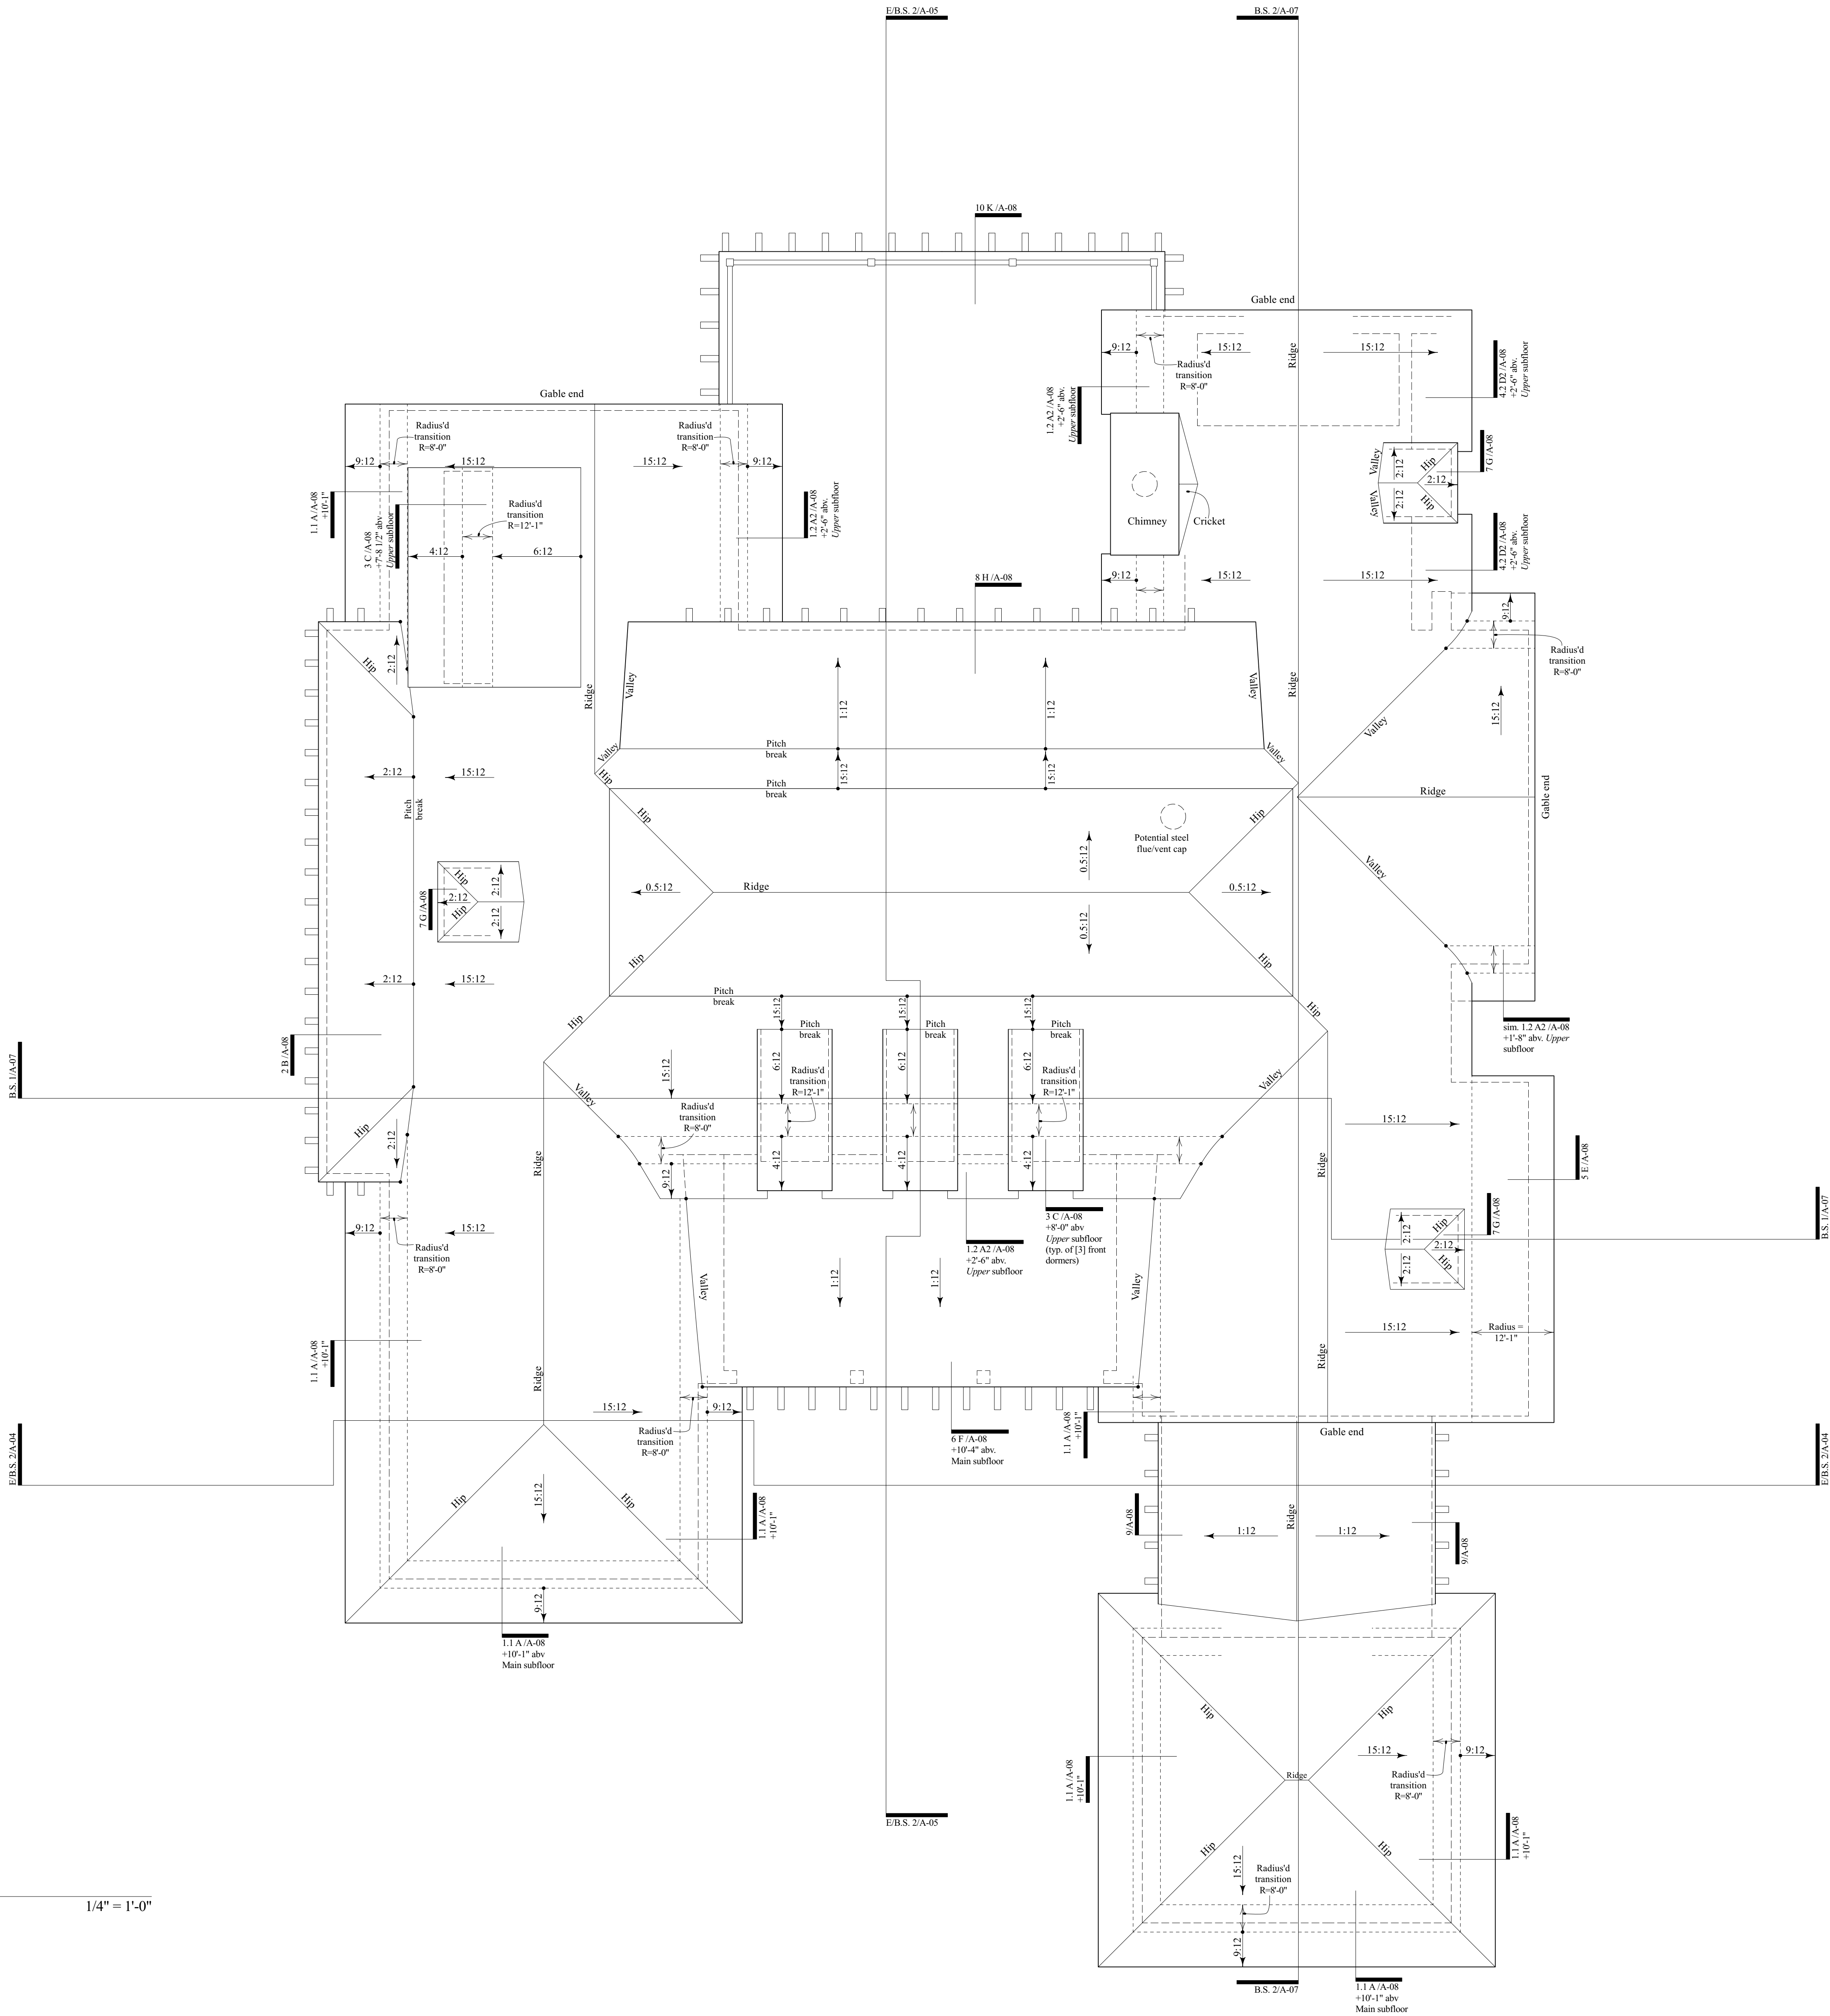 E/B.S. 2/A-05
B.S. 2/A-07
10 K /A-08
Gable end
9:12
15:12
Ridge
15:12
Radius'd
transition
R=8'-0"
4.2 D2 /A-08
+2'-6" abv.
Upper subfloor
1.2 A2 /A-08
+2'-6" abv.
Upper subfloor
Gable end
Radius'd
transition
R=8'-0"
Radius'd
transition
R=8'-0"
9:12
15:12
15:12
9:12
7 G /A-08
Valley
Valley
2:12
2:12
Hip
2:12
Hip
1.1 A /A-08
+10'-1"
3 C /A-08
+7'-8 1/2" abv.
Upper subfloor
Radius'd
transition
R=12'-1"
4:12
6:12
1.2 A2 /A-08
+2'-6" abv.
Upper subfloor
Chimney
Cricket
4.2 D2 /A-08
+2'-6" abv.
Upper subfloor
8 H /A-08
9:12
15:12
15:12
9:12
Radius'd
transition
R=8'-0"
Hip
2:12
Ridge
Valley
Valley
Ridge
1:12
1:12
15:12
Valley
Valley
Pitch
break
Valley
Hip
15:12
15:12
Pitch
break
2:12
15:12
Pitch
break
Ridge
Gable end
Hip
Hip
Potential steel
flue/vent cap
0.5:12
0.5:12
Ridge
0.5:12
0.5:12
Valley
7 G /A-08
Hip
2:12
Hip
2:12
2:12
Hip
Hip
2:12
15:12
Pitch
break
15:12
15:12
15:12
Hip
Hip
Pitch
break
Pitch
break
Pitch
break
sim. 1.2 A2 /A-08
+1'-8" abv. Upper
subfloor
2 B /A-08
B.S. 1/A-07
15:12
6:12
6:12
6:12
Radius'd
transition
R=12'-1"
Radius'd
transition
R=12'-1"
Valley
Valley
Radius'd
transition
R=8'-0"
15:12
Hip
2:12
Ridge
4:12
4:12
4:12
9:12
Ridge
5 E /A-08
3 C /A-08
+8'-0" abv
Upper subfloor
(typ. of [3] front
dormers)
1.2 A2 /A-08
+2'-6" abv.
Upper subfloor
7 G /A-08
2:12
2:12
Hip
2:12
Hip
B.S. 1/A-07
9:12
15:12
Radius'd
transition
R=8'-0"
Valley
1:12
1:12
Valley
15:12
Radius =
12'-1"
1.1 A /A-08
+10'-1"
Ridge
Ridge
15:12
9:12
Radius'd
transition
R=8'-0"
6 F /A-08
+10'-4" abv.
Main subfloor
1.1 A /A-08
+10'-1"
Gable end
E/B.S. 2/A-04
E/B.S. 2/A-04
Hip
15:12
Hip
1.1 A /A-08
+10'-1"
9/A-08
1:12
Ridge
1:12
9/A-08
9:12
1.1 A /A-08
+10'-1" abv
Main subfloor
Hip
Hip
1.1 A /A-08
+10'-1"
Ridge
15:12
9:12
Radius'd
transition
R=8'-0"
E/B.S. 2/A-05
Hip
Hip
15:12
Radius'd
transition
R=8'-0"
1.1 A /A-08
+10'-1"
9:12
1/4" = 1'-0"
B.S. 2/A-07
1.1 A /A-08
+10'-1" abv
Main subfloor